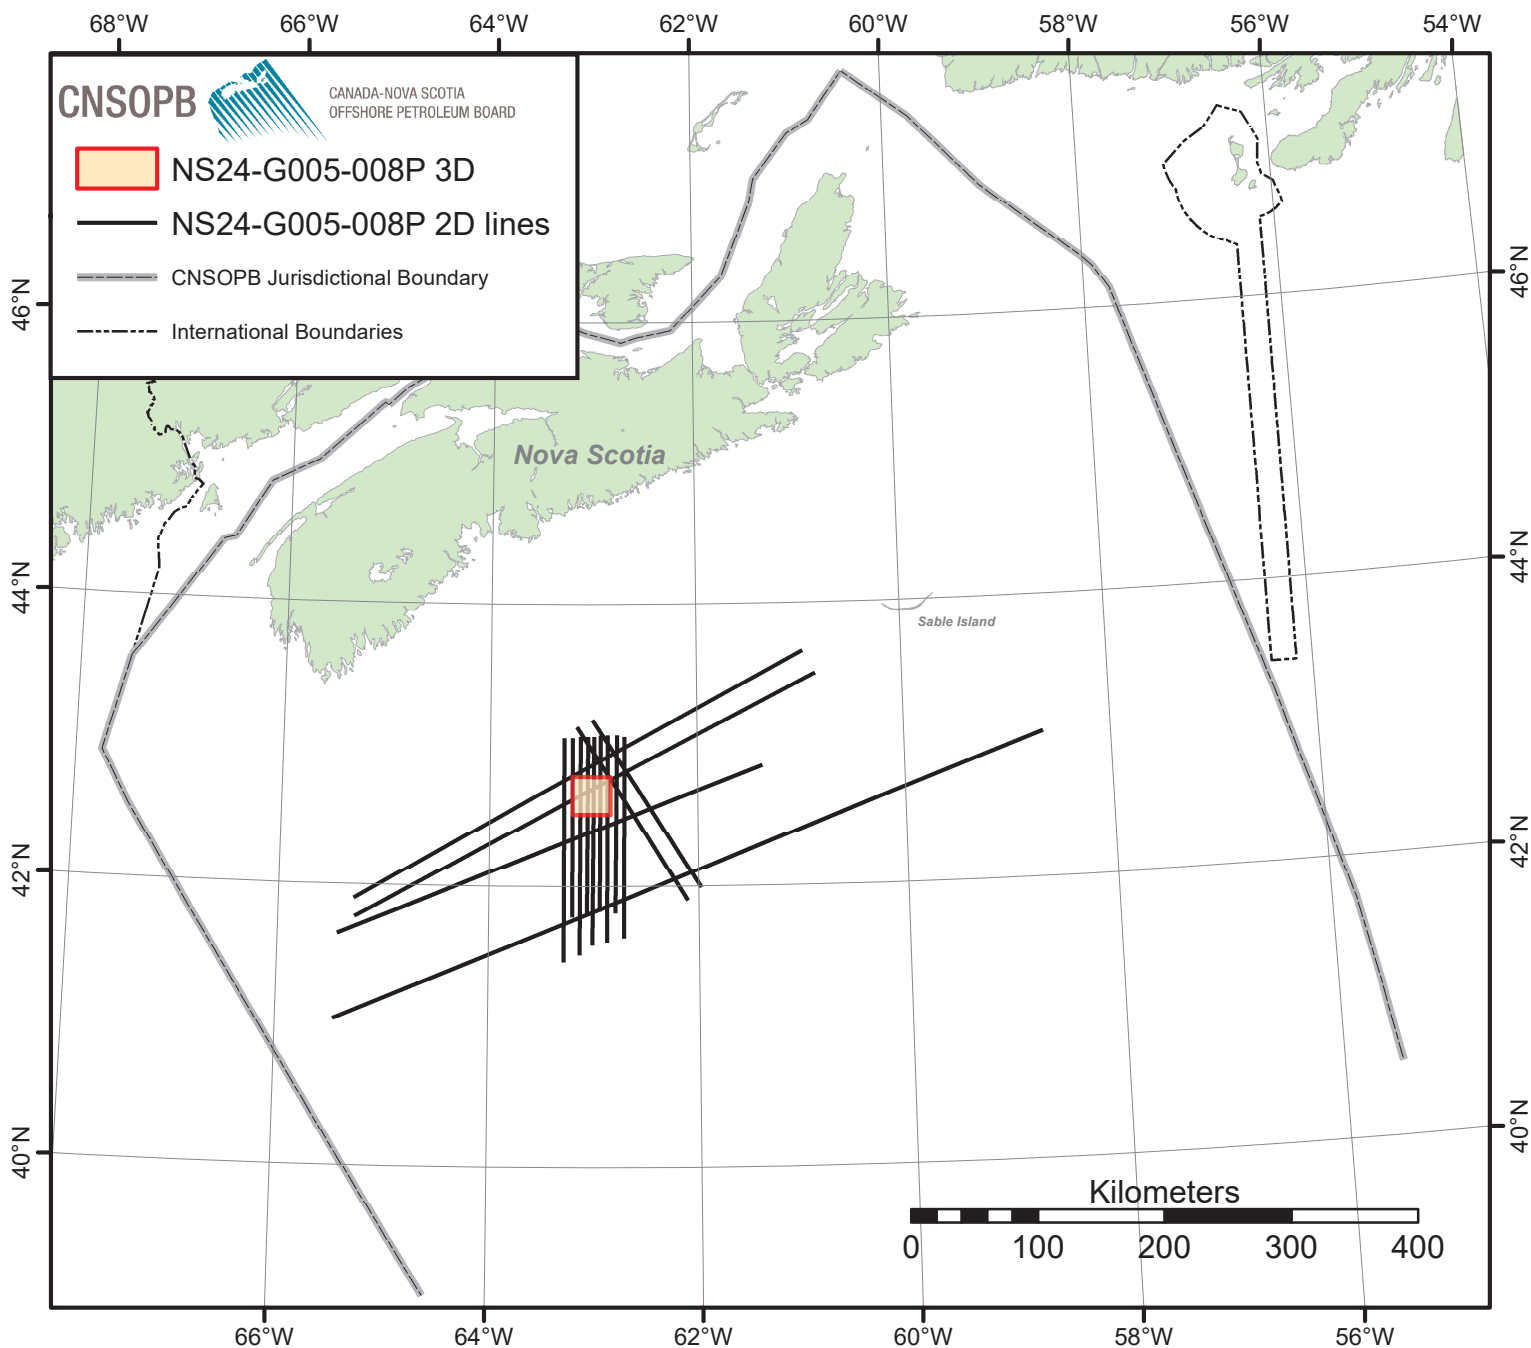 68°W 66°W 64°W 62°W 60°W 58°W 56°W 54°W
CNSOPB
CANADA-NOVA SCOTIA
OFFSHORE PETROLEUM BOARD
NS24-G005-008P 3D
NS24-G005-008P 2D lines
CNSOPB Jurisdictional Boundary
International Boundaries
46°N
46°N
Nova Scotia
44°N
44°N
Sable Island
42°N
42°N
40°N
40°N
Kilometers
0 100 200 300 400
66°W 64°W 62°W 60°W 58°W 56°W